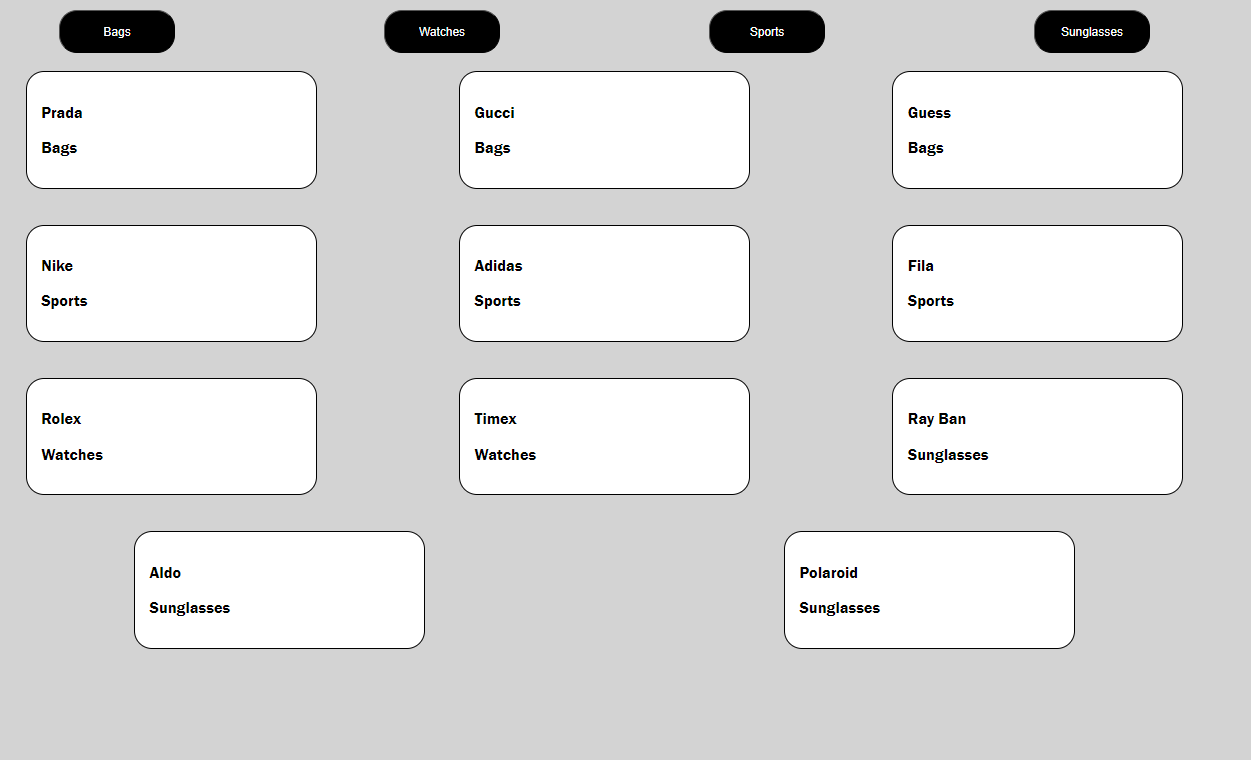 Bags
Watches
Sports
Sunglasses
Prada
Bags
Gucci
Bags
Guess
Bags
Nike
Sports
Adidas
Sports
Fila
Sports
Rolex
Watches
Timex
Watches
Ray Ban
Sunglasses
Aldo
Sunglasses
Polaroid
Sunglasses